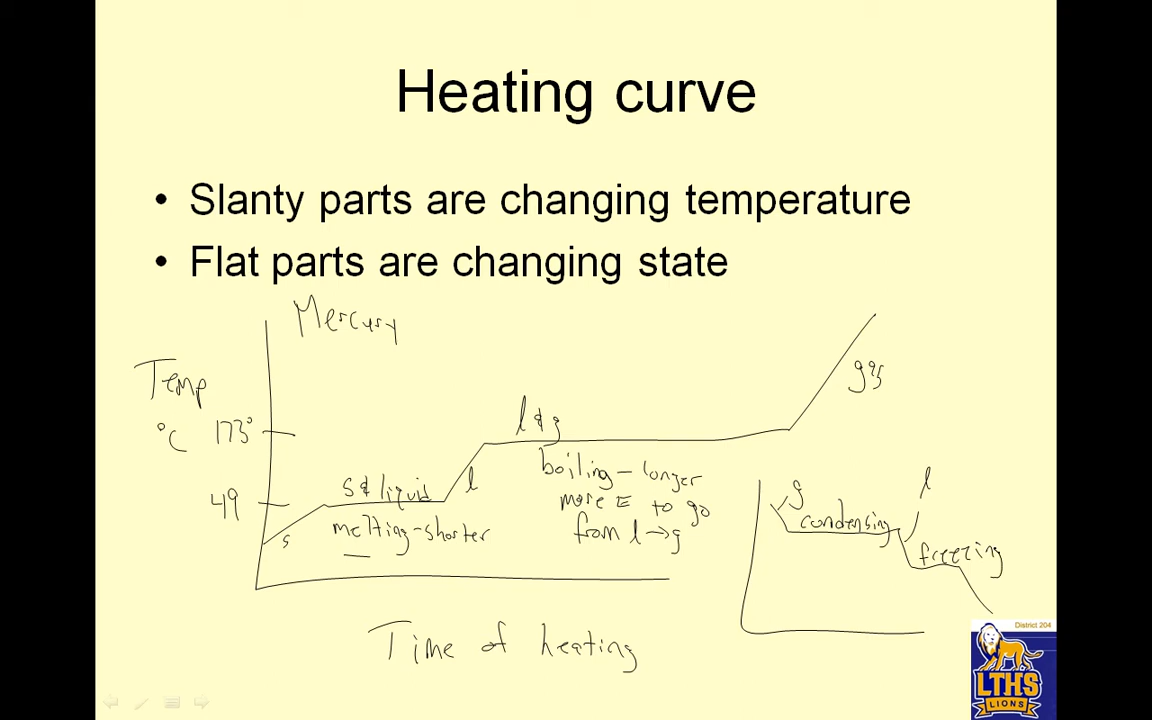 Heating curve
• Slanty parts are changing temperature
• Flat parts are changing state
Mercury
Temp
°C
173°
49
s
s & liquid
melting - shorter
l
l & g
boiling - longer
more E to go
from l → g
gas
Time of heating
g
condensing
l
freezing
District 204
LTHS
LIONS